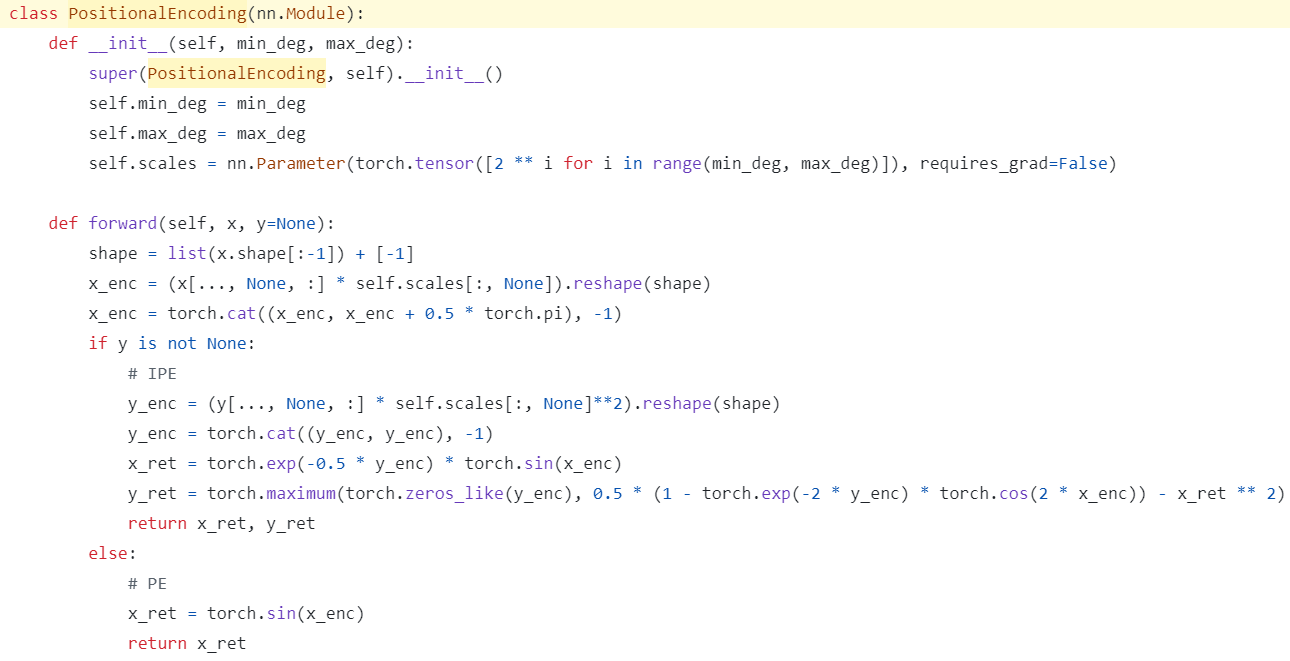 class PositionalEncoding(nn.Module):
    def __init__(self, min_deg, max_deg):
        super(PositionalEncoding, self).__init__()
        self.min_deg = min_deg
        self.max_deg = max_deg
        self.scales = nn.Parameter(torch.tensor([2 ** i for i in range(min_deg, max_deg)]), requires_grad=False)

    def forward(self, x, y=None):
        shape = list(x.shape[:-1]) + [-1]
        x_enc = (x[..., None, :] * self.scales[:, None]).reshape(shape)
        x_enc = torch.cat((x_enc, x_enc + 0.5 * torch.pi), -1)
        if y is not None:
            # IPE
            y_enc = (y[..., None, :] * self.scales[:, None]**2).reshape(shape)
            y_enc = torch.cat((y_enc, y_enc), -1)
            x_ret = torch.exp(-0.5 * y_enc) * torch.sin(x_enc)
            y_ret = torch.maximum(torch.zeros_like(y_enc), 0.5 * (1 - torch.exp(-2 * y_enc) * torch.cos(2 * x_enc)) - x_ret ** 2)
            return x_ret, y_ret
        else:
            # PE
            x_ret = torch.sin(x_enc)
            return x_ret